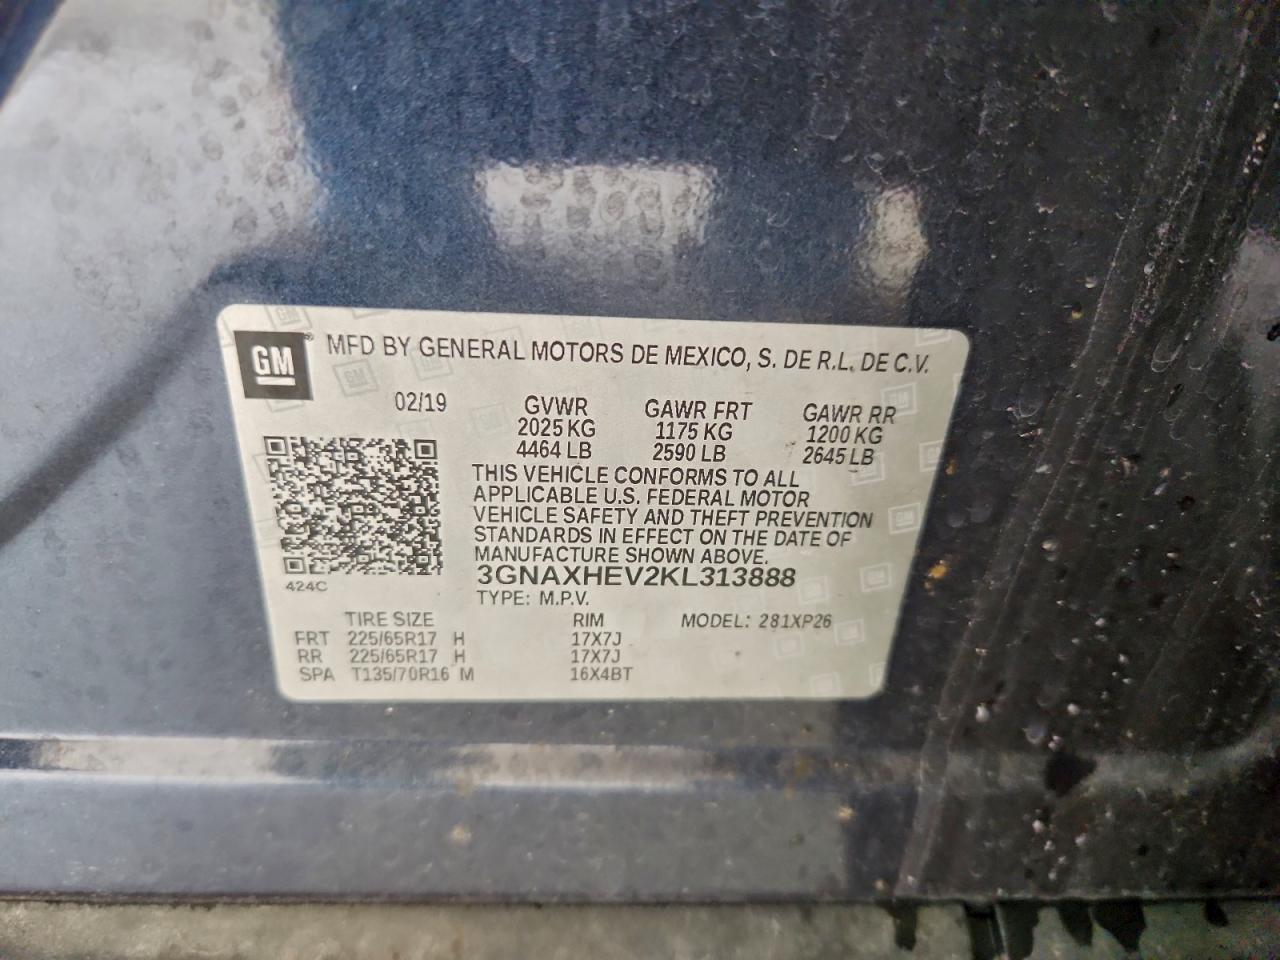 GM ® MFD BY GENERAL MOTORS DE MEXICO, S. DE R.L. DE C.V.
02/19 GVWR GAWR FRT GAWR RR
2025 KG 1175 KG 1200 KG
4464 LB 2590 LB 2645 LB
THIS VEHICLE CONFORMS TO ALL
APPLICABLE U.S. FEDERAL MOTOR
VEHICLE SAFETY AND THEFT PREVENTION
STANDARDS IN EFFECT ON THE DATE OF
MANUFACTURE SHOWN ABOVE.
424C 3GNAXHEV2KL313888
TYPE: M.P.V.
TIRE SIZE RIM MODEL: 281XP26
FRT 225/65R17 H 17X7J
RR 225/65R17 H 17X7J
SPA T135/70R16 M 16X4BT